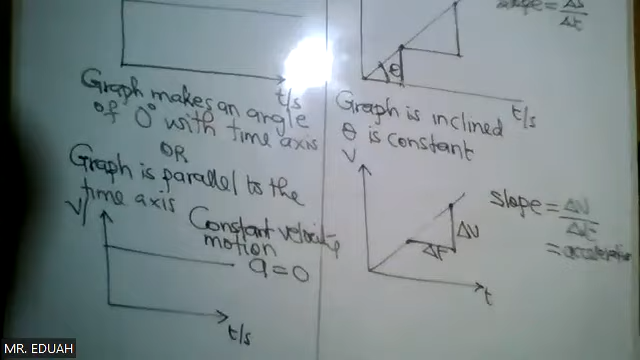 t/s
Graph makes an angle
of 0° with time axis
OR
Graph is parallel to the
time axis
V
Constant velocity
motion
a = 0
t/s
slope = Δs/Δt
θ
t/s
Graph is inclined
θ is constant
V
ΔV
Δt
t
slope = ΔV/Δt
= acceleration
MR. EDUAH